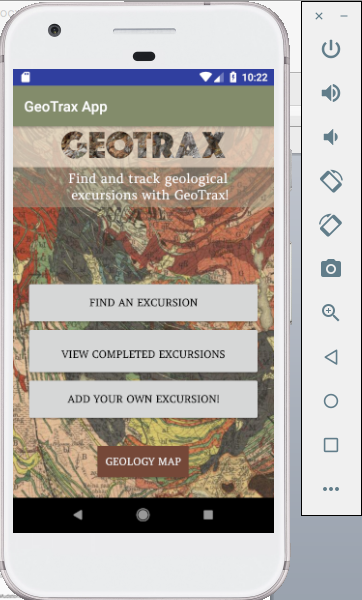 10:22
GeoTrax App
GEOTRAX
Find and track geological
excursions with GeoTrax!
FIND AN EXCURSION
VIEW COMPLETED EXCURSIONS
ADD YOUR OWN EXCURSION!
GEOLOGY MAP